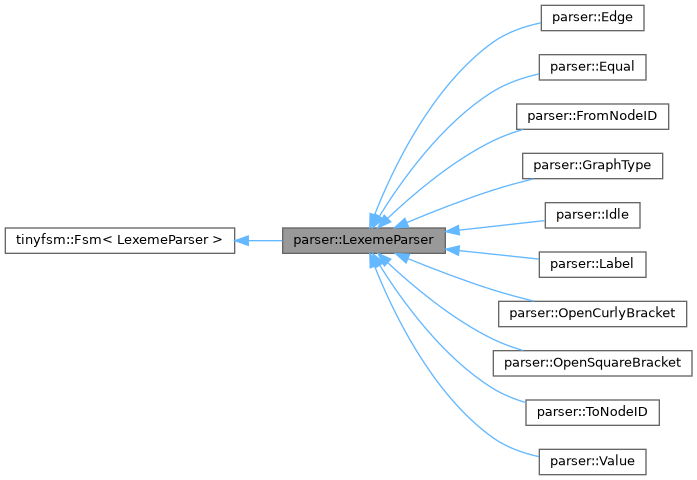 tinyfsm::Fsm< LexemeParser >
parser::LexemeParser
parser::Edge
parser::Equal
parser::FromNodeID
parser::GraphType
parser::Idle
parser::Label
parser::OpenCurlyBracket
parser::OpenSquareBracket
parser::ToNodeID
parser::Value